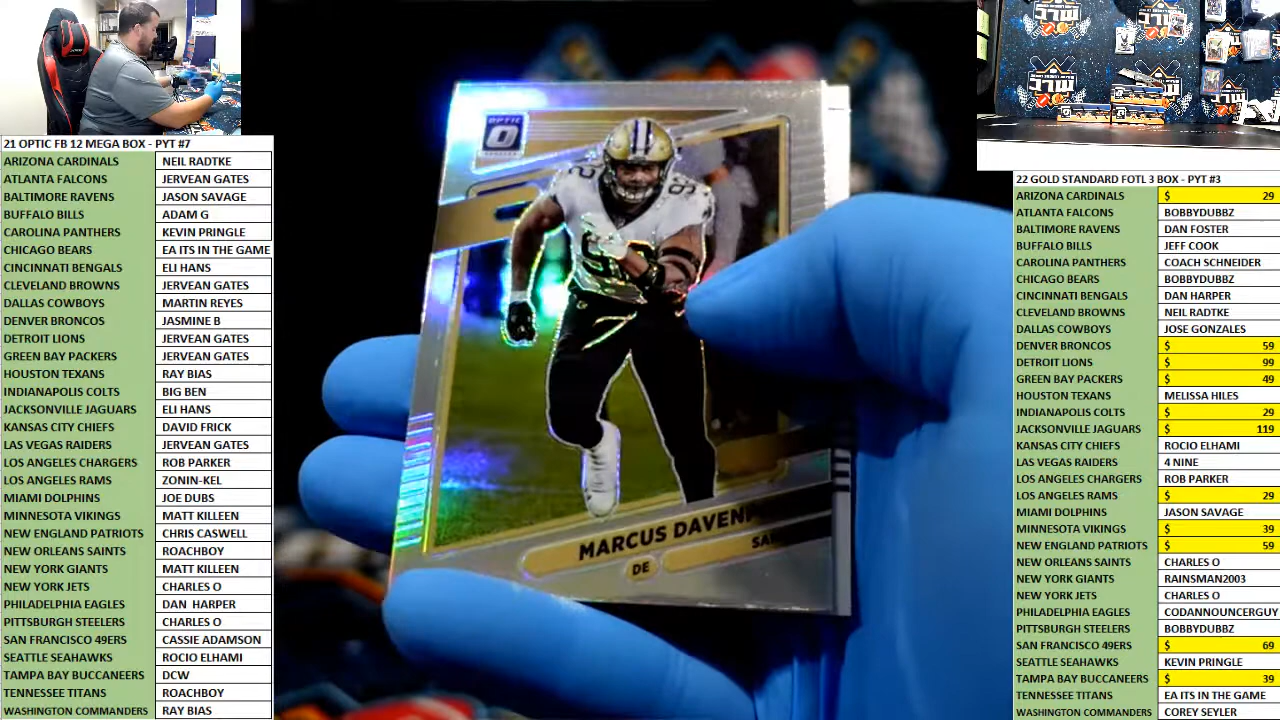 21 OPTIC FB 12 MEGA BOX - PYT #7
ARIZONA CARDINALS NEIL RADTKE
ATLANTA FALCONS JERVEAN GATES
BALTIMORE RAVENS JASON SAVAGE
BUFFALO BILLS ADAM G
CAROLINA PANTHERS KEVIN PRINGLE
CHICAGO BEARS EA ITS IN THE GAME
CINCINNATI BENGALS ELI HANS
CLEVELAND BROWNS JERVEAN GATES
DALLAS COWBOYS MARTIN REYES
DENVER BRONCOS JASMINE B
DETROIT LIONS JERVEAN GATES
GREEN BAY PACKERS JERVEAN GATES
HOUSTON TEXANS RAY BIAS
INDIANAPOLIS COLTS BIG BEN
JACKSONVILLE JAGUARS ELI HANS
KANSAS CITY CHIEFS DAVID FRICK
LAS VEGAS RAIDERS JERVEAN GATES
LOS ANGELES CHARGERS ROB PARKER
LOS ANGELES RAMS ZONIN-KEL
MIAMI DOLPHINS JOE DUBS
MINNESOTA VIKINGS MATT KILLEEN
NEW ENGLAND PATRIOTS CHRIS CASWELL
NEW ORLEANS SAINTS ROACHBOY
NEW YORK GIANTS MATT KILLEEN
NEW YORK JETS CHARLES O
PHILADELPHIA EAGLES DAN HARPER
PITTSBURGH STEELERS CHARLES O
SAN FRANCISCO 49ERS CASSIE ADAMSON
SEATTLE SEAHAWKS ROCIO ELHAMI
TAMPA BAY BUCCANEERS DCW
TENNESSEE TITANS ROACHBOY
WASHINGTON COMMANDERS RAY BIAS
OPTIC
MARCUS DAVENP
SA
DE
22 GOLD STANDARD FOTL 3 BOX - PYT #3
ARIZONA CARDINALS $ 29
ATLANTA FALCONS BOBBYDUBBZ
BALTIMORE RAVENS DAN FOSTER
BUFFALO BILLS JEFF COOK
CAROLINA PANTHERS COACH SCHNEIDER
CHICAGO BEARS BOBBYDUBBZ
CINCINNATI BENGALS DAN HARPER
CLEVELAND BROWNS NEIL RADTKE
DALLAS COWBOYS JOSE GONZALES
DENVER BRONCOS $ 59
DETROIT LIONS $ 99
GREEN BAY PACKERS $ 49
HOUSTON TEXANS MELISSA HILES
INDIANAPOLIS COLTS $ 29
JACKSONVILLE JAGUARS $ 119
KANSAS CITY CHIEFS ROCIO ELHAMI
LAS VEGAS RAIDERS 4 NINE
LOS ANGELES CHARGERS ROB PARKER
LOS ANGELES RAMS $ 29
MIAMI DOLPHINS JASON SAVAGE
MINNESOTA VIKINGS $ 39
NEW ENGLAND PATRIOTS $ 59
NEW ORLEANS SAINTS CHARLES O
NEW YORK GIANTS RAINSMAN2003
NEW YORK JETS CHARLES O
PHILADELPHIA EAGLES CODANNOUNCERGUY
PITTSBURGH STEELERS BOBBYDUBBZ
SAN FRANCISCO 49ERS $ 69
SEATTLE SEAHAWKS KEVIN PRINGLE
TAMPA BAY BUCCANEERS $ 39
TENNESSEE TITANS EA ITS IN THE GAME
WASHINGTON COMMANDERS COREY SEYLER